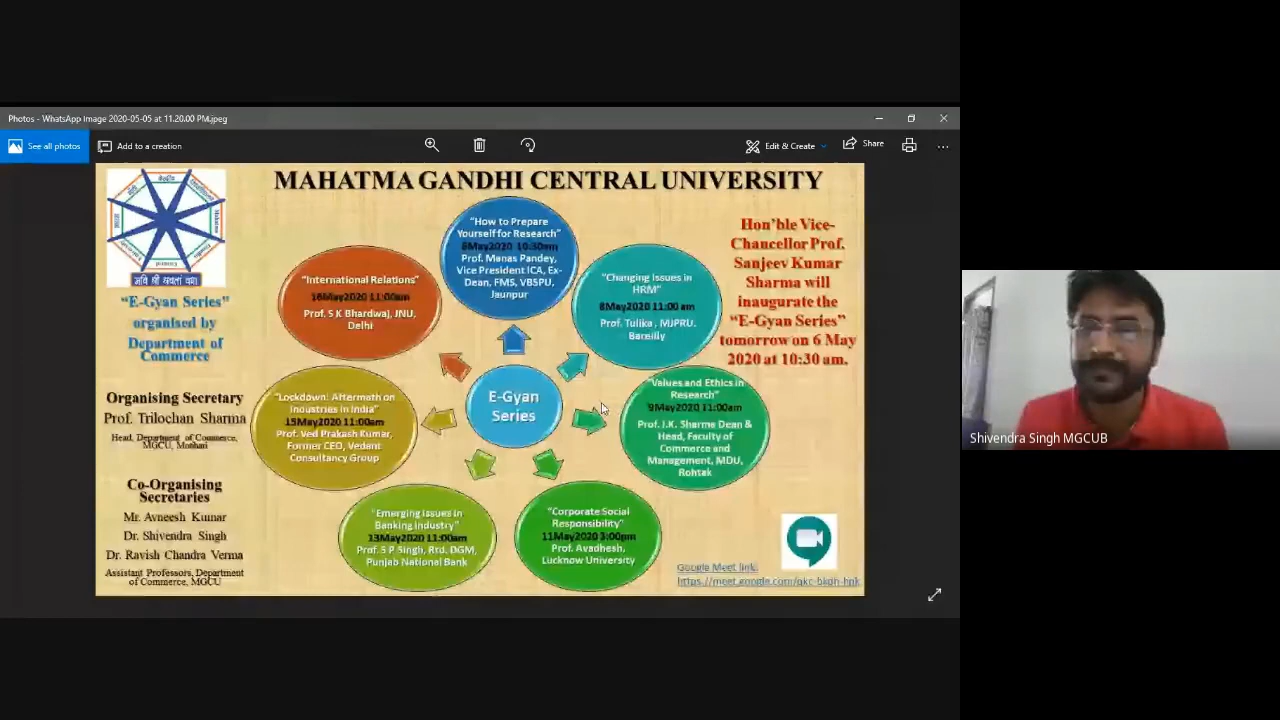 Photos - WhatsApp Image 2020-05-05 at 11.20.00 PM.jpeg
See all photos
Add to a creation
Edit & Create
Share
MAHATMA GANDHI CENTRAL UNIVERSITY
"E-Gyan Series"
organised by
Department of
Commerce
Organising Secretary
Prof. Trilochan Sharma
Head, Department of Commerce,
MGCU, Motihari
Co-Organising
Secretaries
Mr. Avneesh Kumar
Dr. Shivendra Singh
Dr. Ravish Chandra Verma
Assistant Professors, Department
of Commerce, MGCU
"How to Prepare
Yourself for Research"
2020 10:30am
Prof. Manas Pandey,
Vice President ICA, Ex-
Dean, FMS, VBSPU,
Jaunpur
"Changing Issues in
HRM"
8May2020 11:00 am
Prof. Tulika , MJPRU.
Bareilly
"Values and Ethics in
Research"
9May2020 11:00am
Prof. J.K. Sharma Dean &
Head, Faculty of
Commerce and
Management, MDU,
Rohtak
"Corporate Social
Responsibility"
11May2020 3:00pm
Prof. Avadhesh,
Lucknow University
"Emerging Issues in
Banking Industry"
13May2020 11:00am
Prof. S P Singh, Rtd. DGM,
Punjab National Bank
"Lockdown: Aftermath on
Industries in India"
15May2020 11:00am
Prof. Ved Prakash Kumar,
Former CEO, Vedant
Consultancy Group
"International Relations"
16May2020 11:00am
Prof. S K Bhardwaj, JNU,
Delhi
E-Gyan
Series
Hon'ble Vice-
Chancellor Prof.
Sanjeev Kumar
Sharma will
inaugurate the
"E-Gyan Series"
tomorrow on 6 May
2020 at 10:30 am.
Google Meet link:
Shivendra Singh MGCUB